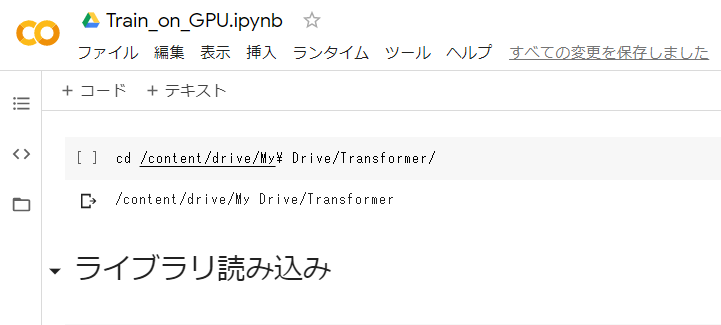 Train_on_GPU.ipynb
ファイル 編集 表示 挿入 ランタイム ツール ヘルプ すべての変更を保存しました
+ コード + テキスト
[ ] cd /content/drive/My¥ Drive/Transformer/
/content/drive/My Drive/Transformer
ライブラリ読み込み